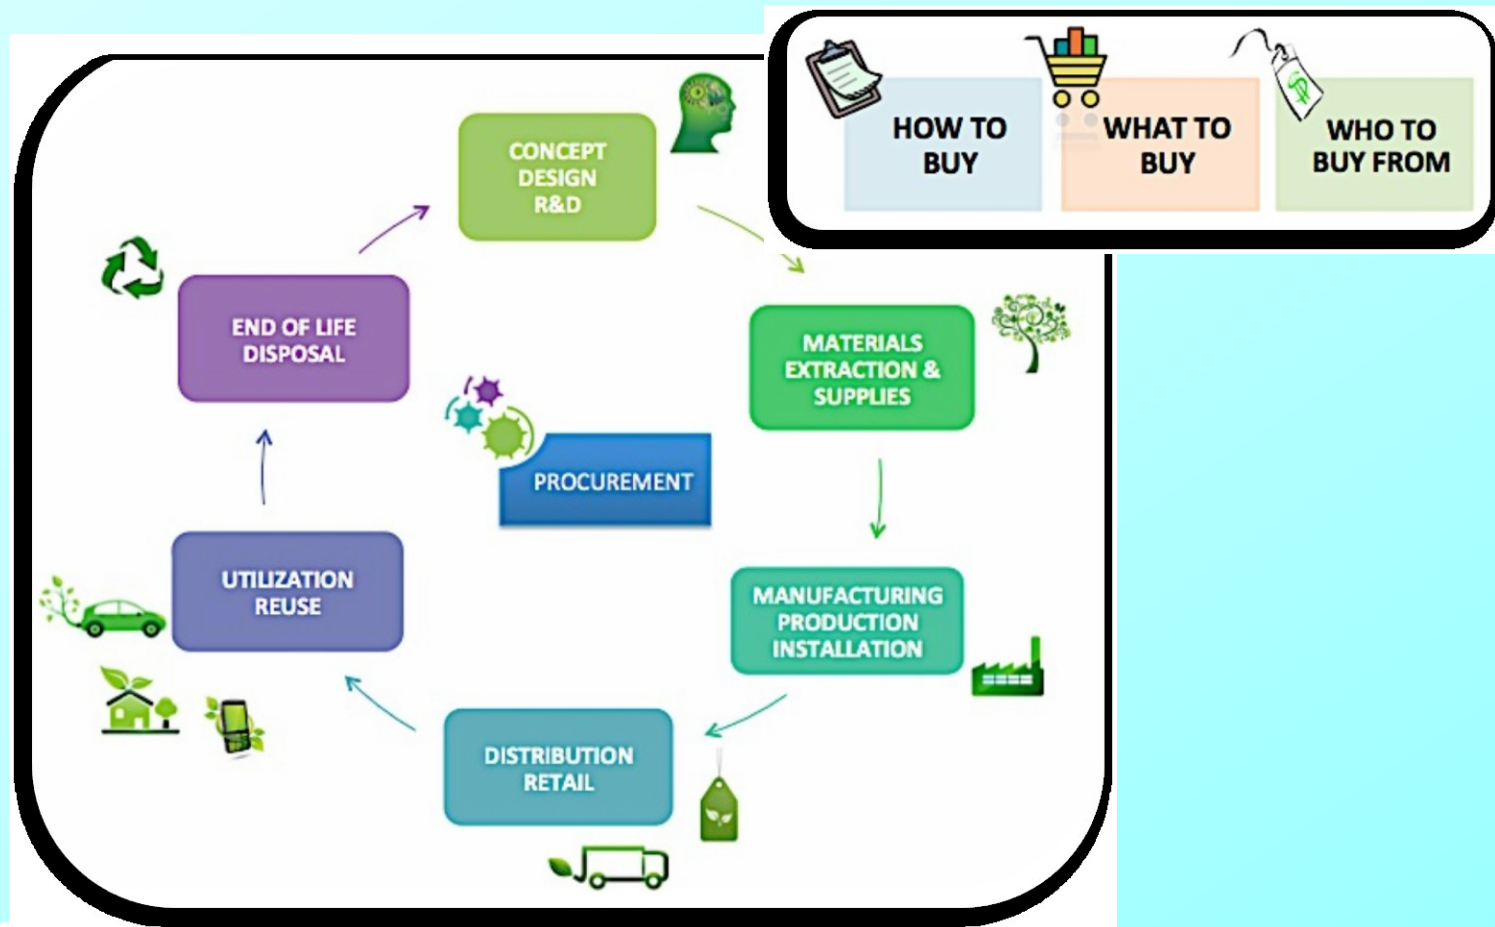 HOW TO
BUY
WHAT TO
BUY
WHO TO
BUY FROM
CONCEPT
DESIGN
R&D
MATERIALS
EXTRACTION &
SUPPLIES
MANUFACTURING
PRODUCTION
INSTALLATION
DISTRIBUTION
RETAIL
UTILIZATION
REUSE
END OF LIFE
DISPOSAL
PROCUREMENT